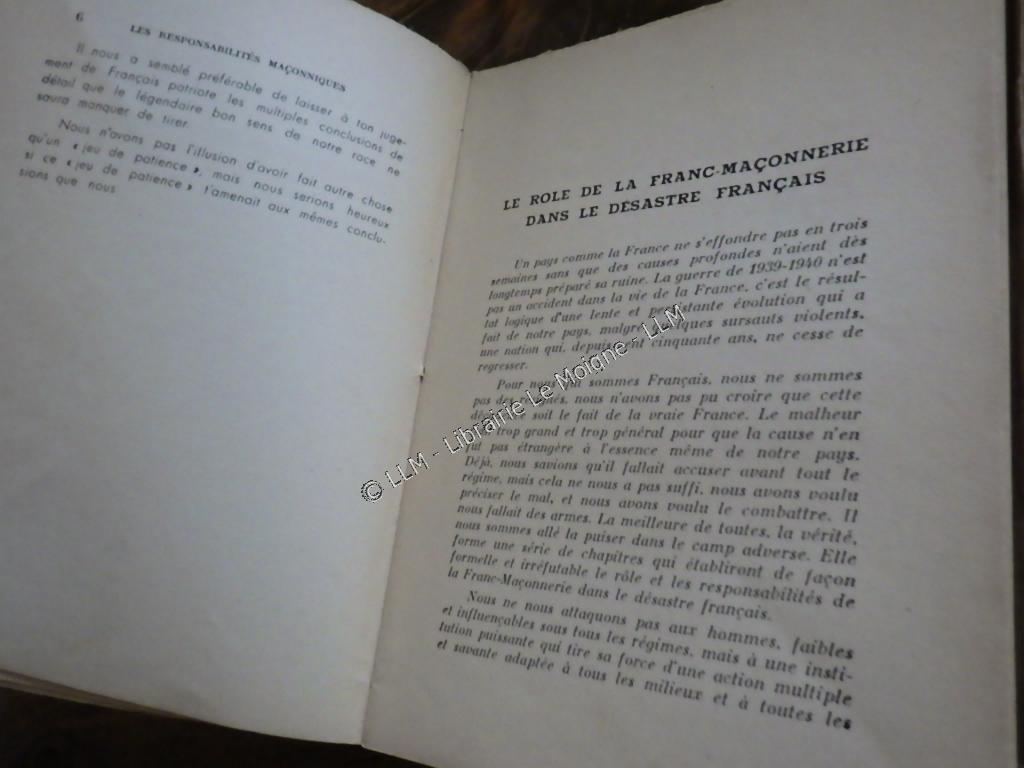 6
LES RESPONSABILITÉS MAÇONNIQUES
Il nous a semblé préférable de laisser à ton juge-
ment de Français patriote les multiples conclusions de
détail que le légendaire bon sens de notre race ne
saura manquer de tirer.
Nous n'avons pas l'illusion d'avoir fait autre chose
qu'un « jeu de patience », mais nous serions heureux
si ce « jeu de patience » t'amenait aux mêmes conclu-
sions que nous
LE ROLE DE LA FRANC-MAÇONNERIE
DANS LE DÉSASTRE FRANÇAIS
Un pays comme la France ne s'effondre pas en trois
semaines sans que des causes profondes n'aient dès
longtemps préparé sa ruine. La guerre de 1939-1940 n'est
pas un accident dans la vie de la France, c'est le résul-
tat logique d'une lente et persistante évolution qui a
fait de notre pays, malgré quelques sursauts violents,
une nation qui, depuis cent cinquante ans, ne cesse de
regresser.
Pour nous qui sommes Français, nous ne sommes
pas des nous n'avons pas pu croire que cette
soit le fait de la vraie France. Le malheur
trop grand et trop général pour que la cause n'en
fut pas étrangère à l'essence même de notre pays.
Déjà, nous savions qu'il fallait accuser avant tout le
régime, mais cela ne nous a pas suffi, nous avons voulu
préciser le mal, et nous avons voulu le combattre. Il
nous fallait des armes. La meilleure de toutes, la vérité,
nous sommes allé la puiser dans le camp adverse. Elle
forme une série de chapitres qui établiront de façon
formelle et irréfutable le rôle et les responsabilités de
la Franc-Maçonnerie dans le désastre français.
Nous ne nous attaquons pas aux hommes, faibles
et influençables sous tous les régimes, mais à une insti-
tution puissante qui tire sa force d'une action multiple
et savante adaptée à tous les milieux et à toutes les
© LLM - Librairie Le Moigne - LLM